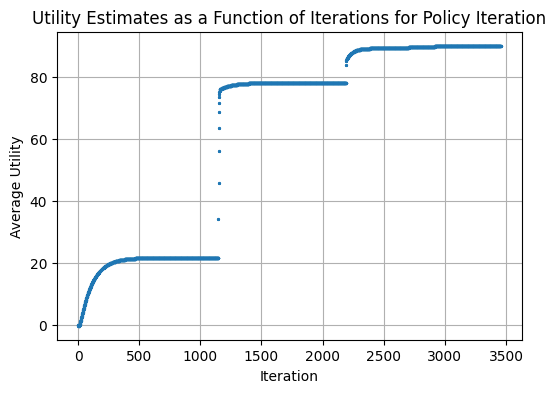 Utility Estimates as a Function of Iterations for Policy Iteration
Average Utility
80
60
40
20
0
0 500 1000 1500 2000 2500 3000 3500
Iteration